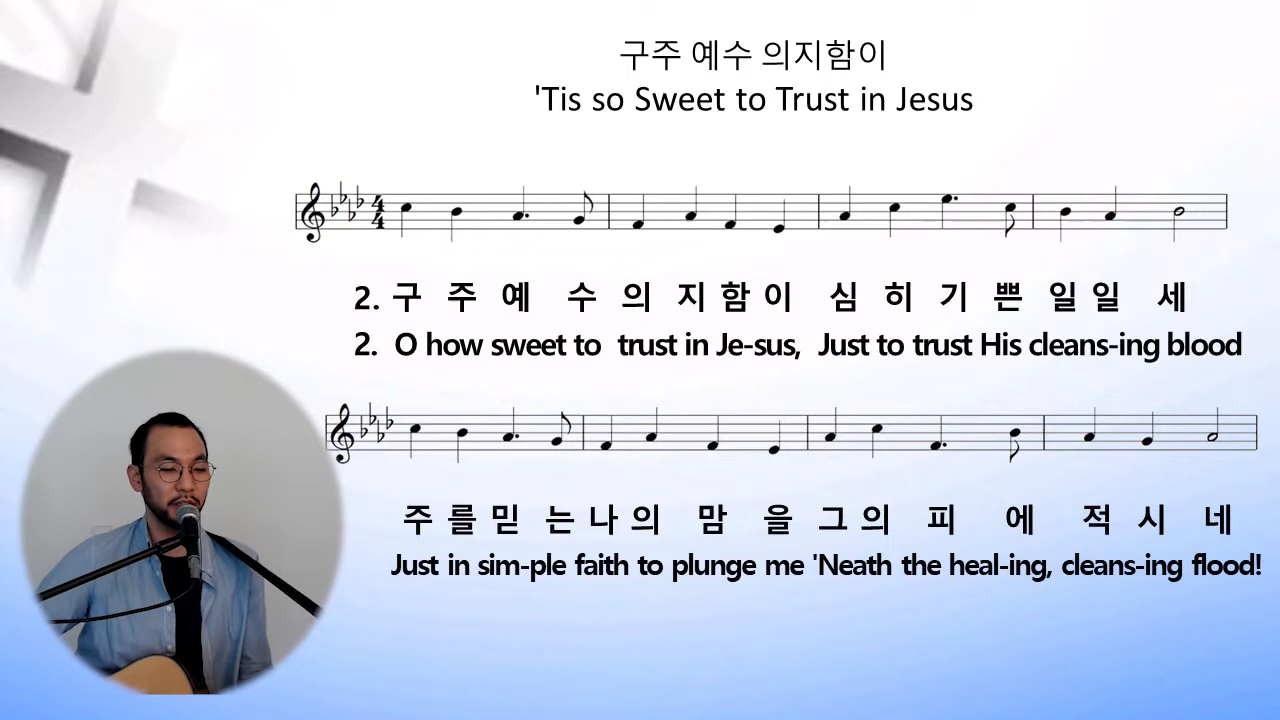 구주 예수 의지함이
'Tis so Sweet to Trust in Jesus
2. 구 주 예 수 의 지 함 이 심 히 기 쁜 일 일 세
2. O how sweet to trust in Je-sus, Just to trust His cleans-ing blood
주 를 믿 는 나 의 맘 을 그 의 피 에 적 시 네
Just in sim-ple faith to plunge me 'Neath the heal-ing, cleans-ing flood!